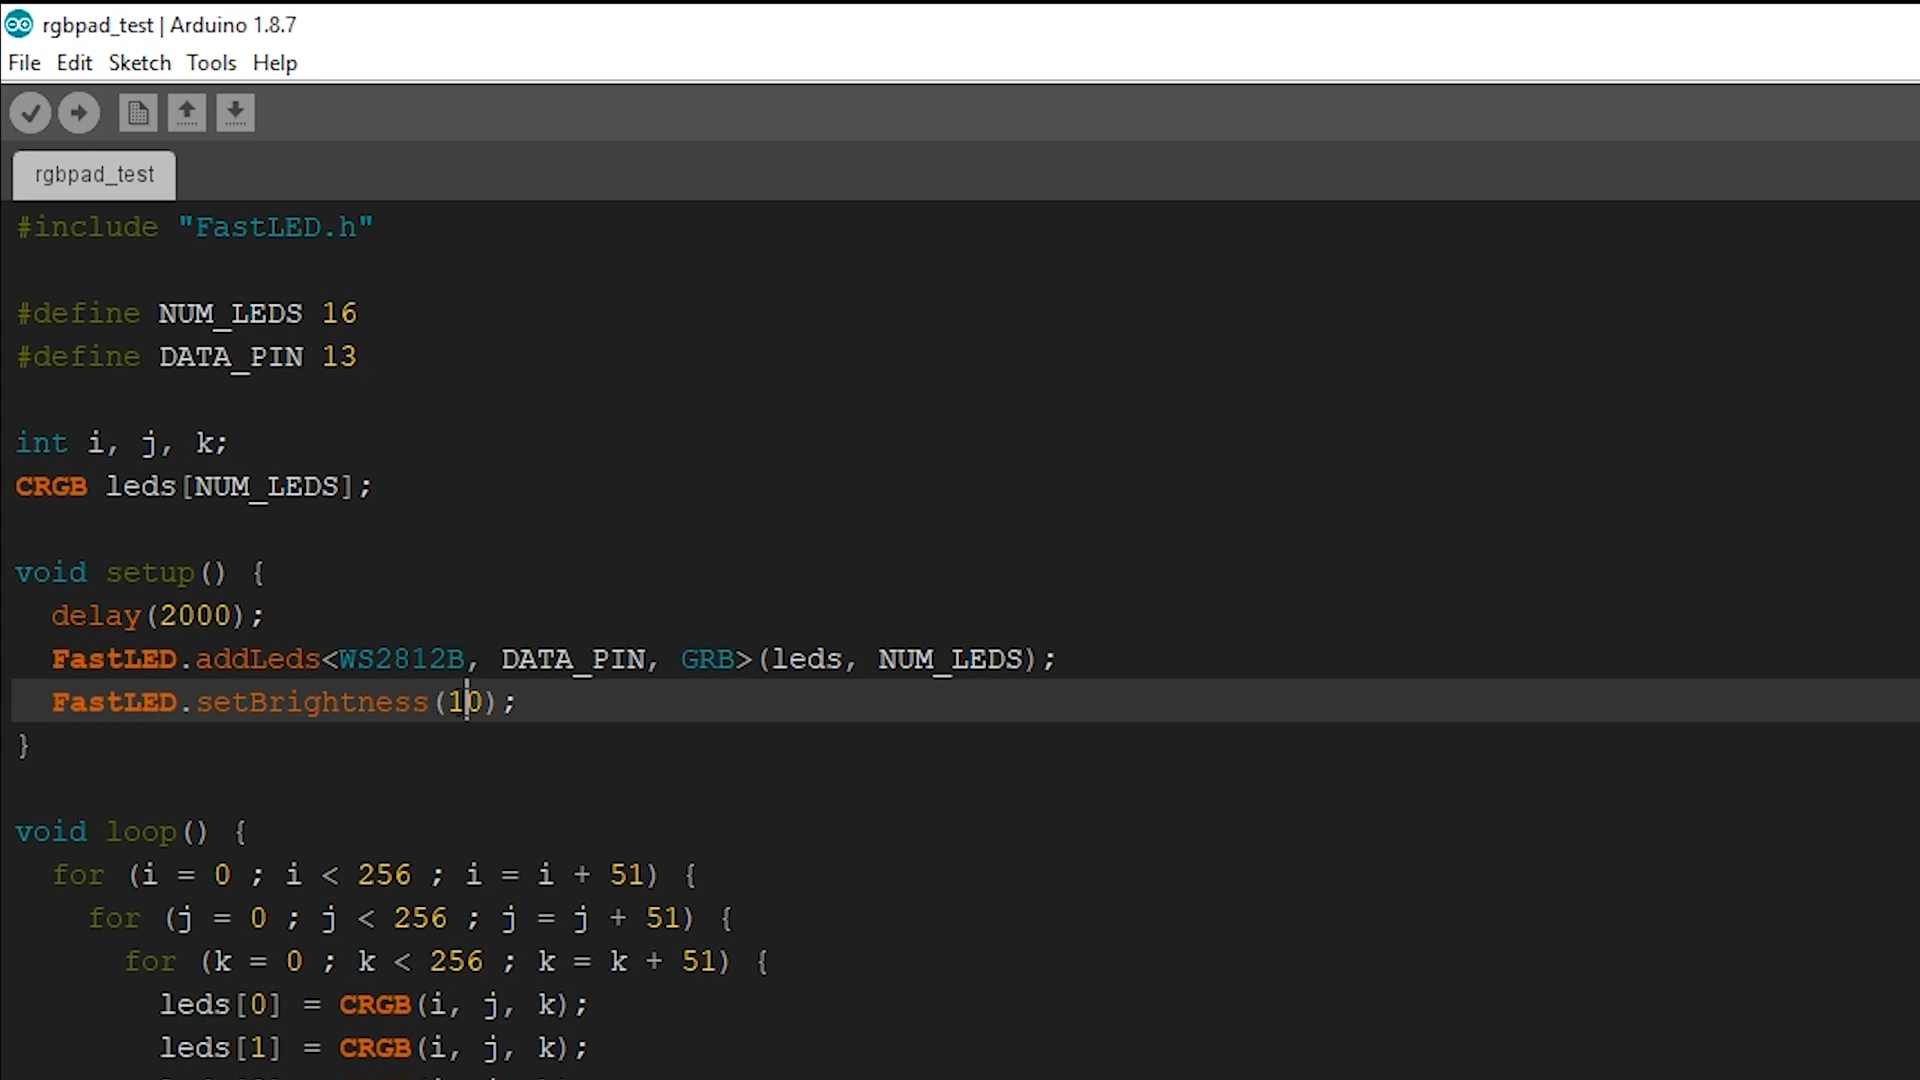 rgbpad_test | Arduino 1.8.7
File Edit Sketch Tools Help
rgbpad_test
#include "FastLED.h"
#define NUM_LEDS 16
#define DATA_PIN 13
int i, j, k;
CRGB leds[NUM_LEDS];
void setup() {
  delay(2000);
  FastLED.addLeds<WS2812B, DATA_PIN, GRB>(leds, NUM_LEDS);
  FastLED.setBrightness(10);
}
void loop() {
  for (i = 0 ; i < 256 ; i = i + 51) {
    for (j = 0 ; j < 256 ; j = j + 51) {
      for (k = 0 ; k < 256 ; k = k + 51) {
        leds[0] = CRGB(i, j, k);
        leds[1] = CRGB(i, j, k);